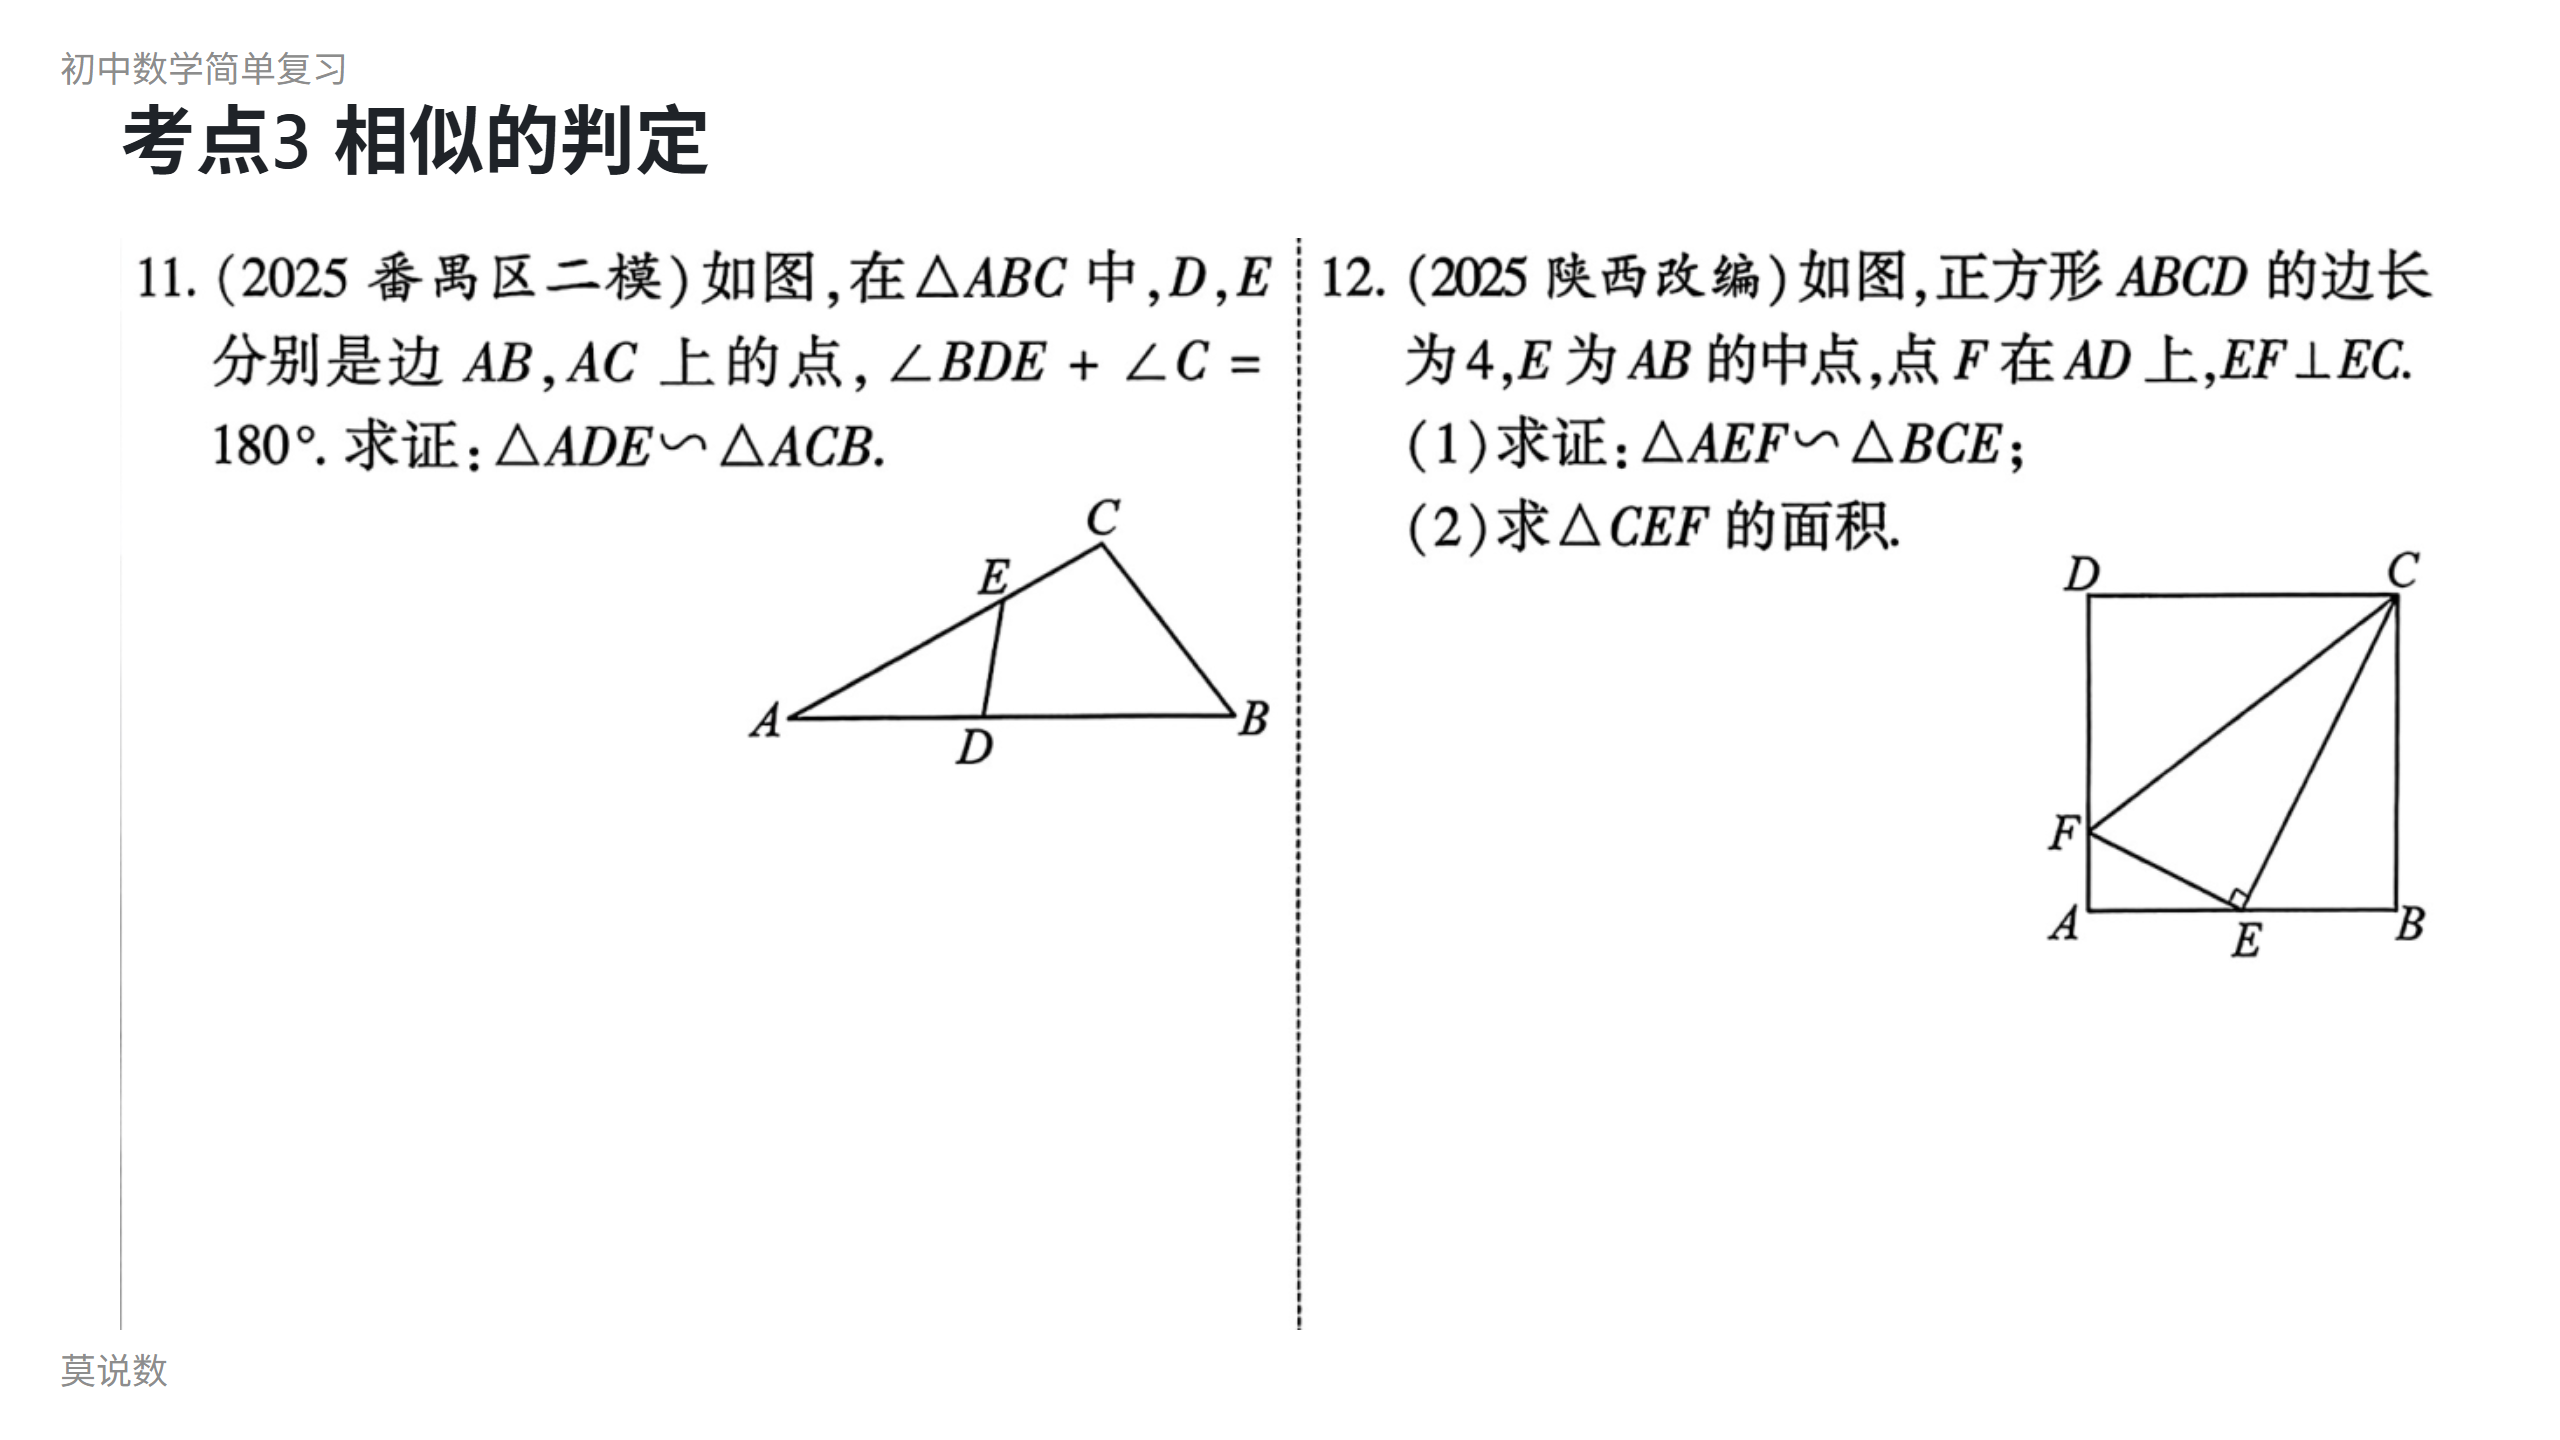 初中数学简单复习
考点3 相似的判定
11. (2025 番禺区二模)如图,在△ABC 中,D,E
分别是边 AB,AC 上的点,∠BDE + ∠C =
180°. 求证:△ADE∽△ACB.
C
E
A
B
D
12. (2025 陕西改编)如图,正方形 ABCD 的边长
为4,E 为 AB 的中点,点 F 在 AD 上,EF⊥EC.
(1)求证:△AEF∽△BCE;
(2)求△CEF 的面积.
D
C
F
A
E
B
莫说数